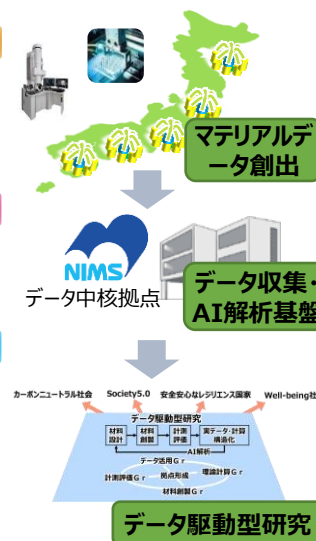 マテリアルデ
ータ創出
NIMS
データ中核拠点
データ収集・
AI解析基盤
カーボンニュートラル社会 Society5.0 安全安心なレジリエンス国家 Well-being社
データ駆動型研究
材料設計 材料創製 計測評価 実データ・計算構造化
AI解析
データ活用Gr
計測評価Gr 拠点形成 理論計算Gr
材料創製Gr
データ駆動型研究